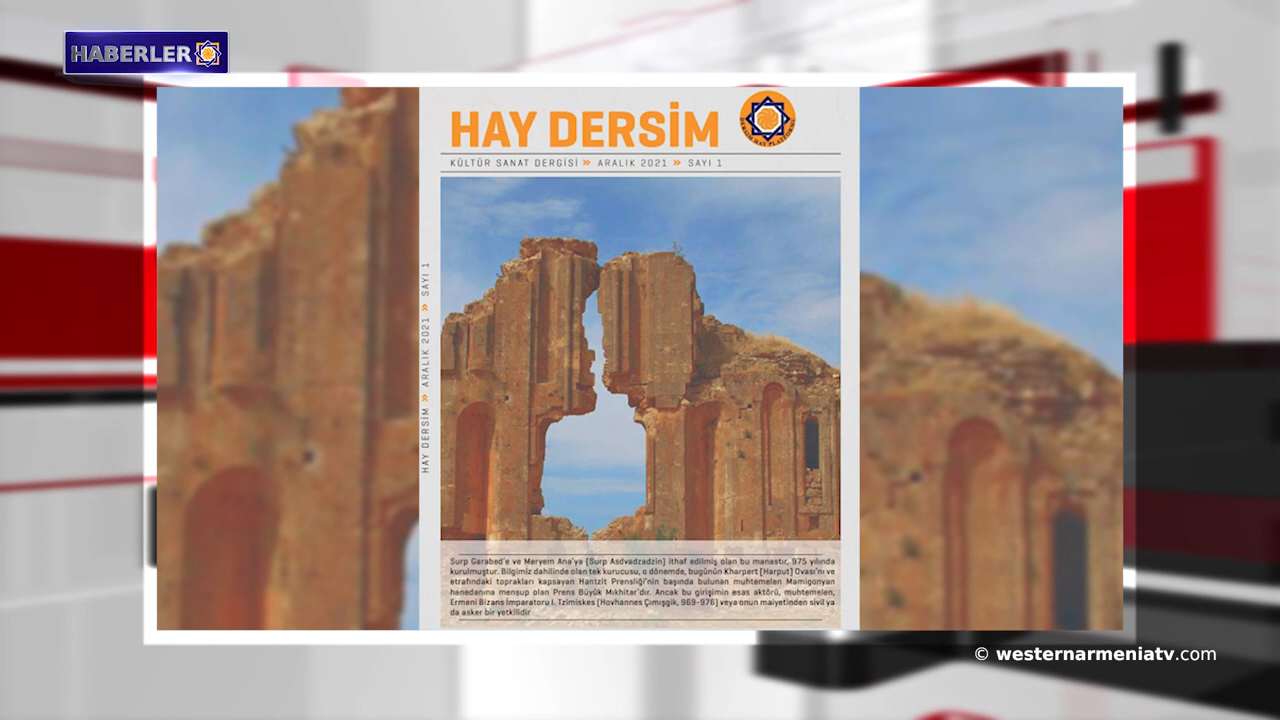 HABERLER
HAY DERSİM
DERSİM HAY PLATFORMU
KÜLTÜR SANAT DERGİSİ » ARALIK 2021 » SAYI 1
HAY DERSİM » ARALIK 2021 » SAYI 1
Surp Garabed'e ve Meryem Ana'ya (Surp Asdvadzadzin) ithaf edilmiş olan bu manastır, 975 yılında
kurulmuştur. Bilgimiz dahilinde olan tek kurucusu, o dönemde, bugünün Kharpert (Harput) Ovası'nı ve
etrafındaki toprakları kapsayan Hantzit Prensliği'nin başında bulunan muhtemelen Mamigonyan
hanedanına mensup olan Prens Büyük Mıkhitar'dır. Ancak bu girişimin esas aktörü, muhtemelen,
Ermeni Bizans İmparatoru I. Tzimiskes (Hovhannes Çımışgik, 969-976) veya onun maiyetinden sivil ya
da asker bir yetkilidir
© westernarmeniatv.com